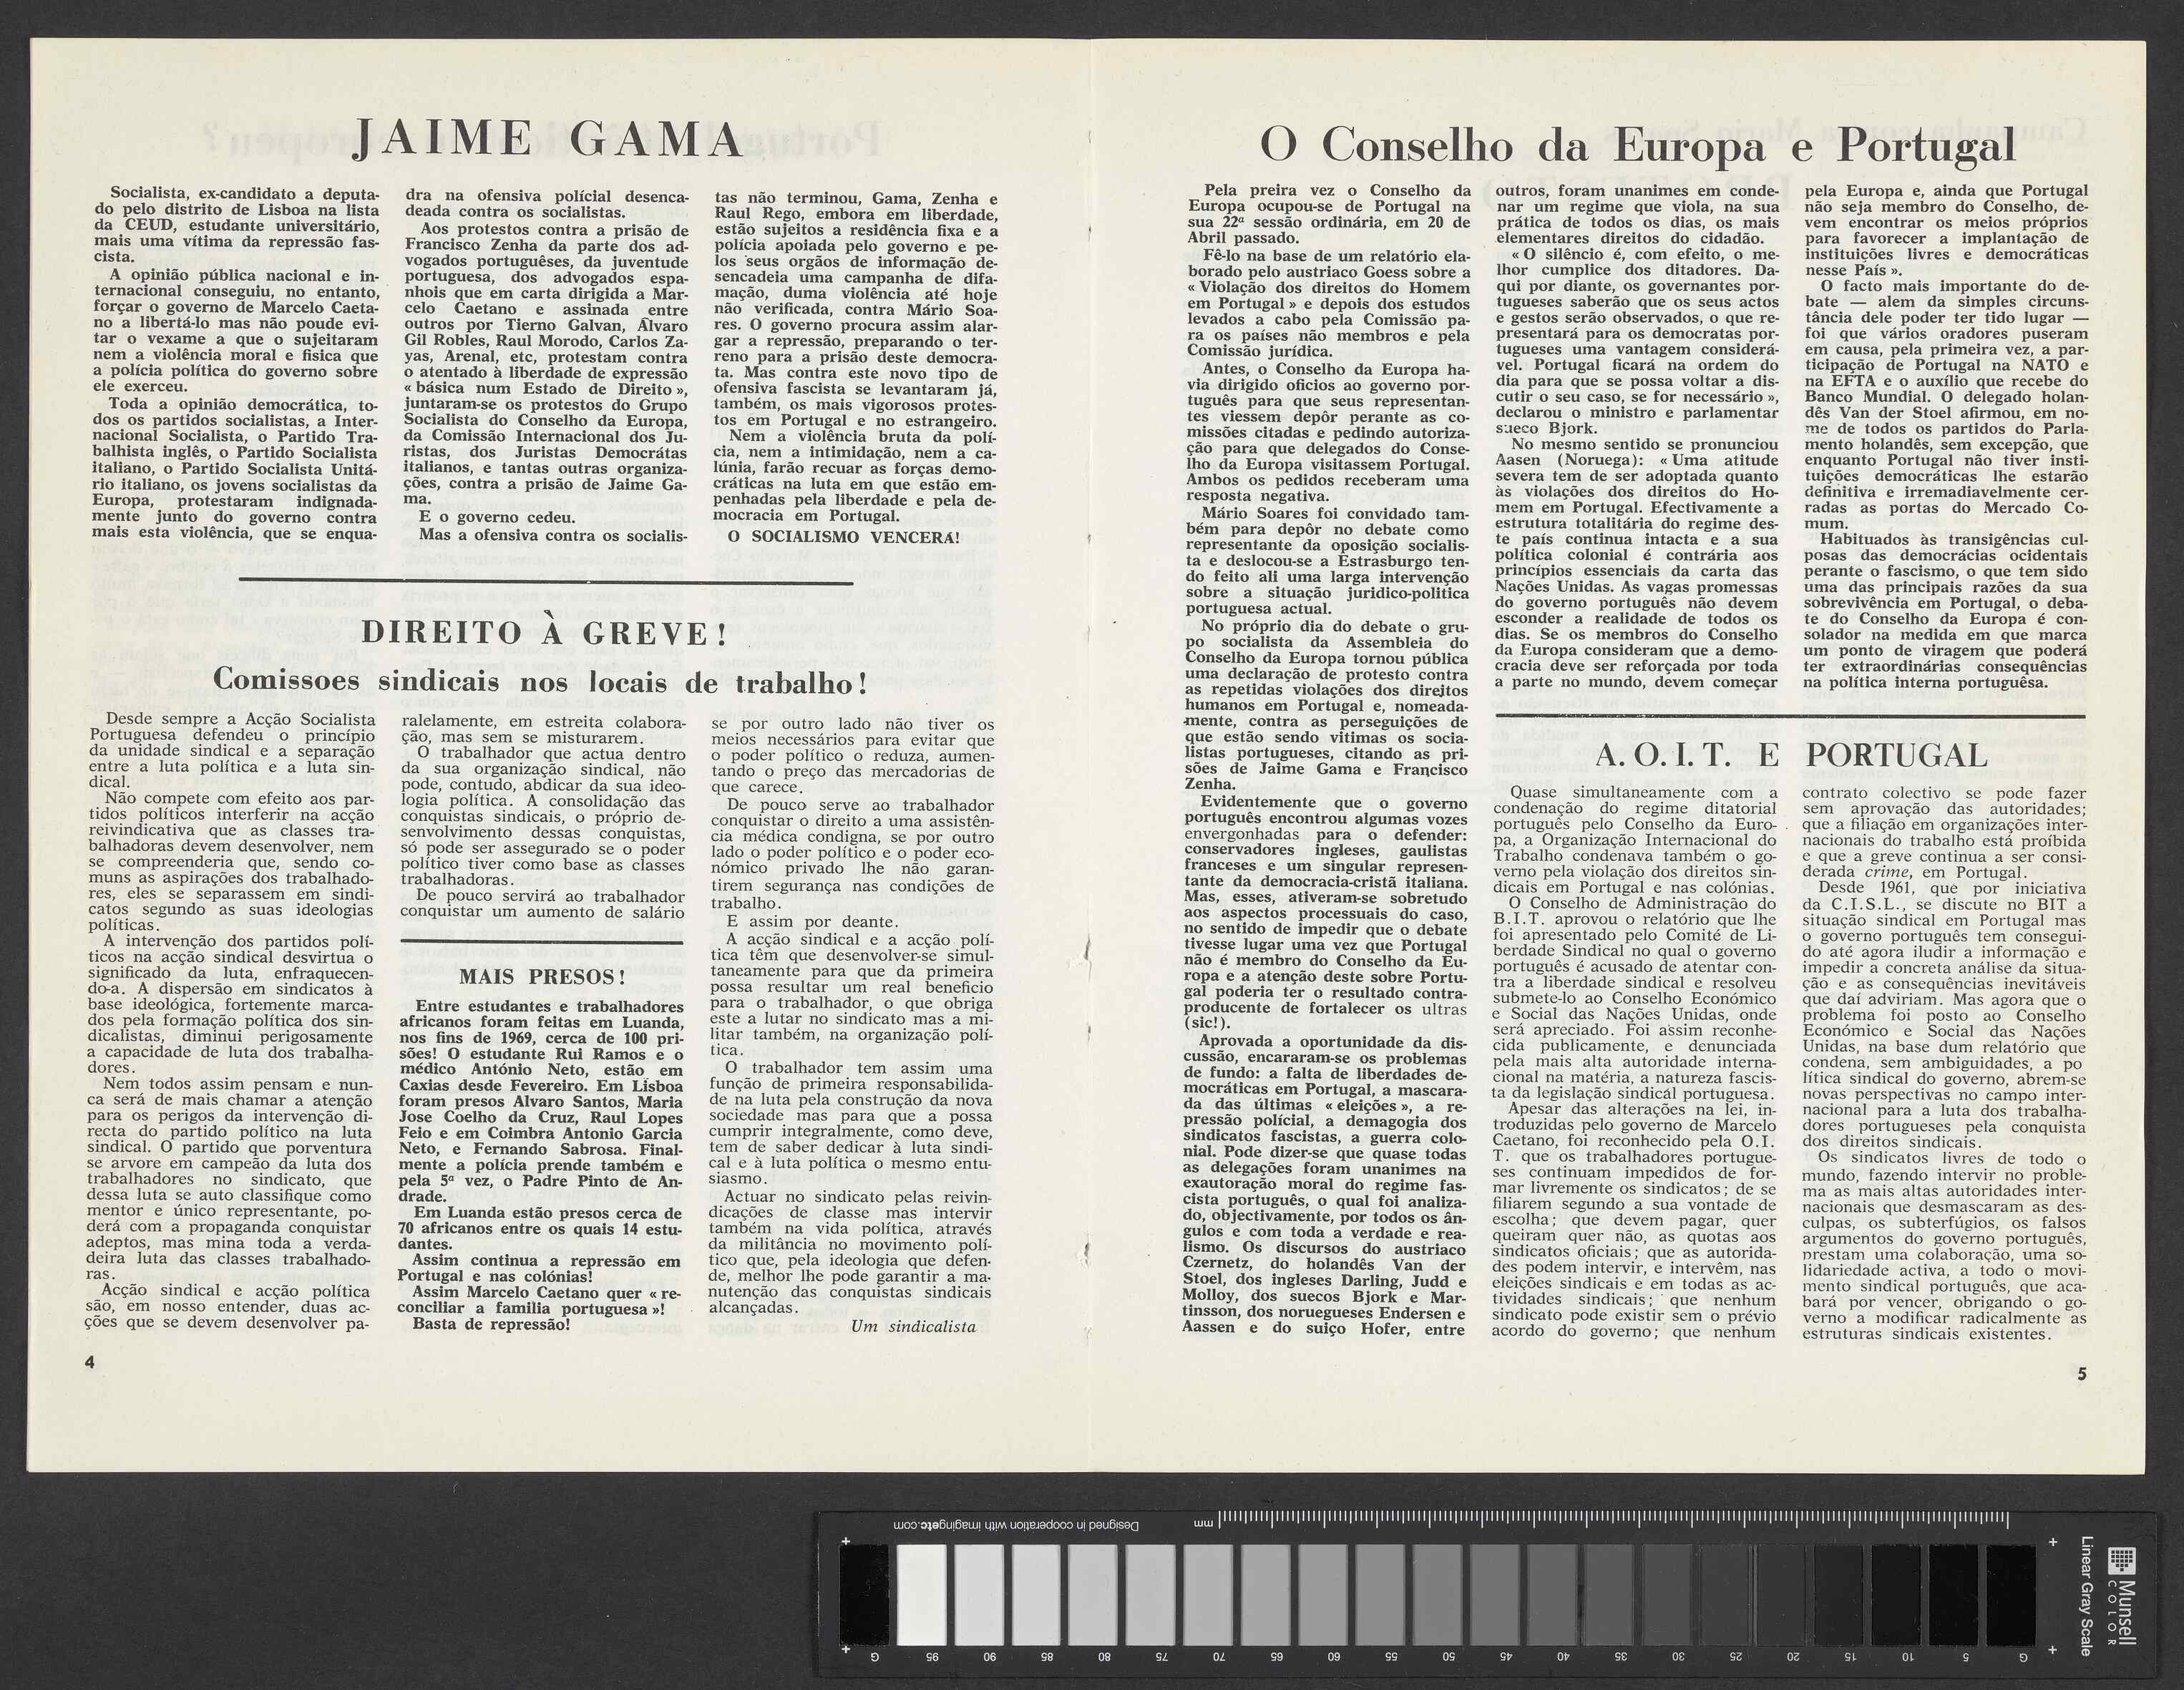 JAIME GAMA
Socialista, ex-candidato a deputa-
do pelo distrito de Lisboa na lista
da CEUD, estudante universitário,
mais uma vítima da repressão fas-
cista.
A opinião pública nacional e in-
ternacional conseguiu, no entanto,
forçar o governo de Marcelo Caeta-
no a libertá-lo mas não poude evi-
tar o vexame a que o sujeitaram
nem a violência moral e fisica que
a polícia política do governo sobre
ele exerceu.
Toda a opinião democrática, to-
dos os partidos socialistas, a Inter-
nacional Socialista, o Partido Tra-
balhista inglês, o Partido Socialista
italiano, o Partido Socialista Unitá-
rio italiano, os jovens socialistas da
Europa, protestaram indignada-
mente junto do governo contra
mais esta violência, que se enqua-
dra na ofensiva polícial desenca-
deada contra os socialistas.
Aos protestos contra a prisão de
Francisco Zenha da parte dos ad-
vogados portuguêses, da juventude
portuguesa, dos advogados espa-
nhois que em carta dirigida a Mar-
celo Caetano e assinada entre
outros por Tierno Galvan, Álvaro
Gil Robles, Raul Morodo, Carlos Za-
yas, Arenal, etc, protestam contra
o atentado à liberdade de expressão
« básica num Estado de Direito »,
juntaram-se os protestos do Grupo
Socialista do Conselho da Europa,
da Comissão Internacional dos Ju-
ristas, dos Juristas Democrátas
italianos, e tantas outras organiza-
ções, contra a prisão de Jaime Ga-
ma.
E o governo cedeu.
Mas a ofensiva contra os socialis-
tas não terminou, Gama, Zenha e
Raul Rego, embora em liberdade,
estão sujeitos a residência fixa e a
polícia apoiada pelo governo e pe-
los seus orgãos de informação de-
sencadeia uma campanha de difa-
mação, duma violência até hoje
não verificada, contra Mário Soa-
res. O governo procura assim alar-
gar a repressão, preparando o ter-
reno para a prisão deste democra-
ta. Mas contra este novo tipo de
ofensiva fascista se levantaram já,
também, os mais vigorosos protes-
tos em Portugal e no estrangeiro.
Nem a violência bruta da polí-
cia, nem a intimidação, nem a ca-
lúnia, farão recuar as forças demo-
cráticas na luta em que estão em-
penhadas pela liberdade e pela de-
mocracia em Portugal.
O SOCIALISMO VENCERÁ!
DIREITO À GREVE!
Comissoes sindicais nos locais de trabalho!
Desde sempre a Acção Socialista
Portuguesa defendeu o princípio
da unidade sindical e a separação
entre a luta política e a luta sin-
dical.
Não compete com efeito aos par-
tidos políticos interferir na acção
reivindicativa que as classes tra-
balhadoras devem desenvolver, nem
se compreenderia que, sendo co-
muns as aspirações dos trabalhado-
res, eles se separassem em sindi-
catos segundo as suas ideologias
políticas.
A intervenção dos partidos polí-
ticos na acção sindical desvirtua o
significado da luta, enfraquecen-
do-a. A dispersão em sindicatos à
base ideológica, fortemente marca-
dos pela formação política dos sin-
dicalistas, diminui perigosamente
a capacidade de luta dos trabalha-
dores.
Nem todos assim pensam e nun-
ca será de mais chamar a atenção
para os perigos da intervenção di-
recta do partido político na luta
sindical. O partido que porventura
se arvore em campeão da luta dos
trabalhadores no sindicato, que
dessa luta se auto classifique como
mentor e único representante, po-
derá com a propaganda conquistar
adeptos, mas mina toda a verda-
deira luta das classes trabalhado-
ras.
Acção sindical e acção política
são, em nosso entender, duas ac-
ções que se devem desenvolver pa-
ralelamente, em estreita colabora-
ção, mas sem se misturarem.
O trabalhador que actua dentro
da sua organização sindical, não
pode, contudo, abdicar da sua ideo-
logia política. A consolidação das
conquistas sindicais, o próprio de-
senvolvimento dessas conquistas,
só pode ser assegurado se o poder
político tiver como base as classes
trabalhadoras.
De pouco servirá ao trabalhador
conquistar um aumento de salário
MAIS PRESOS!
Entre estudantes e trabalhadores
africanos foram feitas em Luanda,
nos fins de 1969, cerca de 100 pri-
sões! O estudante Rui Ramos e o
médico António Neto, estão em
Caxias desde Fevereiro. Em Lisboa
foram presos Alvaro Santos, Maria
Jose Coelho da Cruz, Raul Lopes
Feio e em Coimbra Antonio Garcia
Neto, e Fernando Sabrosa. Final-
mente a polícia prende também e
pela 5ª vez, o Padre Pinto de An-
drade.
Em Luanda estão presos cerca de
70 africanos entre os quais 14 estu-
dantes.
Assim continua a repressão em
Portugal e nas colónias!
Assim Marcelo Caetano quer « re-
conciliar a familia portuguesa »!
Basta de repressão!
se por outro lado não tiver os
meios necessários para evitar que
o poder político o reduza, aumen-
tando o preço das mercadorias de
que carece.
De pouco serve ao trabalhador
conquistar o direito a uma assistên-
cia médica condigna, se por outro
lado o poder político e o poder eco-
nómico privado lhe não garan-
tirem segurança nas condições de
trabalho.
E assim por deante.
A acção sindical e a acção polí-
tica têm que desenvolver-se simul-
taneamente para que da primeira
possa resultar um real beneficio
para o trabalhador, o que obriga
este a lutar no sindicato mas a mi-
litar também, na organização polí-
tica.
O trabalhador tem assim uma
função de primeira responsabilida-
de na luta pela construção da nova
sociedade mas para que a possa
cumprir integralmente, como deve,
tem de saber dedicar à luta sindi-
cal e à luta política o mesmo entu-
siasmo.
Actuar no sindicato pelas reivin-
dicações de classe mas intervir
também na vida política, através
da militância no movimento polí-
tico que, pela ideologia que defen-
de, melhor lhe pode garantir a ma-
nutenção das conquistas sindicais
alcançadas.
Um sindicalista
4
O Conselho da Europa e Portugal
Pela preira vez o Conselho da
Europa ocupou-se de Portugal na
sua 22ª sessão ordinária, em 20 de
Abril passado.
Fê-lo na base de um relatório ela-
borado pelo austriaco Goess sobre a
« Violação dos direitos do Homem
em Portugal » e depois dos estudos
levados a cabo pela Comissão pa-
ra os países não membros e pela
Comissão jurídica.
Antes, o Conselho da Europa ha-
via dirigido oficios ao governo por-
tuguês para que seus representan-
tes viessem depôr perante as co-
missões citadas e pedindo autoriza-
ção para que delegados do Conse-
lho da Europa visitassem Portugal.
Ambos os pedidos receberam uma
resposta negativa.
Mário Soares foi convidado tam-
bém para depôr no debate como
representante da oposição socialis-
ta e deslocou-se a Estrasburgo ten-
do feito ali uma larga intervenção
sobre a situação juridico-politica
portuguesa actual.
No próprio dia do debate o gru-
po socialista da Assembleia do
Conselho da Europa tornou pública
uma declaração de protesto contra
as repetidas violações dos direitos
humanos em Portugal e, nomeada-
mente, contra as perseguições de
que estão sendo vitimas os socia-
listas portugueses, citando as pri-
sões de Jaime Gama e Francisco
Zenha.
Evidentemente que o governo
português encontrou algumas vozes
envergonhadas para o defender:
conservadores ingleses, gaulistas
franceses e um singular represen-
tante da democracia-cristã italiana.
Mas, esses, ativeram-se sobretudo
aos aspectos processuais do caso,
no sentido de impedir que o debate
tivesse lugar uma vez que Portugal
não é membro do Conselho da Eu-
ropa e a atenção deste sobre Portu-
gal poderia ter o resultado contra-
producente de fortalecer os ultras
(sic!).
Aprovada a oportunidade da dis-
cussão, encararam-se os problemas
de fundo: a falta de liberdades de-
mocráticas em Portugal, a mascara-
da das últimas « eleições », a re-
pressão polícial, a demagogia dos
sindicatos fascistas, a guerra colo-
nial. Pode dizer-se que quase todas
as delegações foram unanimes na
exautoração moral do regime fas-
cista português, o qual foi analiza-
do, objectivamente, por todos os ân-
gulos e com toda a verdade e rea-
lismo. Os discursos do austriaco
Czernetz, do holandês Van der
Stoel, dos ingleses Darling, Judd e
Molloy, dos suecos Bjork e Mar-
tinsson, dos noruegueses Endersen e
Aassen e do suiço Hofer, entre
outros, foram unanimes em conde-
nar um regime que viola, na sua
prática de todos os dias, os mais
elementares direitos do cidadão.
« O silêncio é, com efeito, o me-
lhor cumplice dos ditadores. Da-
qui por diante, os governantes por-
tugueses saberão que os seus actos
e gestos serão observados, o que re-
presentará para os democratas por-
tugueses uma vantagem considerá-
vel. Portugal ficará na ordem do
dia para que se possa voltar a dis-
cutir o seu caso, se for necessário »,
declarou o ministro e parlamentar
sueco Bjork.
No mesmo sentido se pronunciou
Aasen (Noruega): « Uma atitude
severa tem de ser adoptada quanto
às violações dos direitos do Ho-
mem em Portugal. Efectivamente a
estrutura totalitária do regime des-
te país continua intacta e a sua
política colonial é contrária aos
princípios essenciais da carta das
Nações Unidas. As vagas promessas
do governo português não devem
esconder a realidade de todos os
dias. Se os membros do Conselho
da Europa consideram que a demo-
cracia deve ser reforçada por toda
a parte no mundo, devem começar
pela Europa e, ainda que Portugal
não seja membro do Conselho, de-
vem encontrar os meios próprios
para favorecer a implantação de
instituições livres e democráticas
nesse País ».
O facto mais importante do de-
bate — alem da simples circuns-
tância dele poder ter tido lugar —
foi que vários oradores puseram
em causa, pela primeira vez, a par-
ticipação de Portugal na NATO e
na EFTA e o auxílio que recebe do
Banco Mundial. O delegado holan-
dês Van der Stoel afirmou, em no-
me de todos os partidos do Parla-
mento holandês, sem excepção, que
enquanto Portugal não tiver insti-
tuições democráticas lhe estarão
definitiva e irremadiavelmente cer-
radas as portas do Mercado Co-
mum.
Habituados às transigências cul-
posas das democrácias ocidentais
perante o fascismo, o que tem sido
uma das principais razões da sua
sobrevivência em Portugal, o deba-
te do Conselho da Europa é con-
solador na medida em que marca
um ponto de viragem que poderá
ter extraordinárias consequências
na política interna portuguêsa.
A.O.I.T. E PORTUGAL
Quase simultaneamente com a
condenação do regime ditatorial
português pelo Conselho da Euro-
pa, a Organização Internacional do
Trabalho condenava também o go-
verno pela violação dos direitos sin-
dicais em Portugal e nas colónias.
O Conselho de Administração do
B.I.T. aprovou o relatório que lhe
foi apresentado pelo Comité de Li-
berdade Sindical no qual o governo
português é acusado de atentar con-
tra a liberdade sindical e resolveu
submete-lo ao Conselho Económico
e Social das Nações Unidas, onde
será apreciado. Foi assim reconhe-
cida publicamente, e denunciada
pela mais alta autoridade interna-
cional na matéria, a natureza fascis-
ta da legislação sindicál portuguesa.
Apesar das alterações na lei, in-
troduzidas pelo governo de Marcelo
Caetano, foi reconhecido pela O.I.
T. que os trabalhadores portugue-
ses continuam impedidos de for-
mar livremente os sindicatos; de se
filiarem segundo a sua vontade de
escolha; que devem pagar, quer
queiram quer não, as quotas aos
sindicatos oficiais; que as autorida-
des podem intervir, e intervêm, nas
eleições sindicais e em todas as ac-
tividades sindicais; que nenhum
sindicato pode existir sem o prévio
acordo do governo; que nenhum
contrato colectivo se pode fazer
sem aprovação das autoridades;
que a filiação em organizações inter-
nacionais do trabalho está proíbida
e que a greve continua a ser consi-
derada crime, em Portugal.
Desde 1961, que por iniciativa
da C.I.S.L., se discute no BIT a
situação sindical em Portugal mas
o governo português tem consegui-
do até agora iludir a informação e
impedir a concreta análise da situa-
ção e as consequências inevitáveis
que daí adviriam. Mas agora que o
problema foi posto ao Conselho
Económico e Social das Nações
Unidas, na base dum relatório que
condena, sem ambiguidades, a po
lítica sindical do governo, abrem-se
novas perspectivas no campo inter-
nacional para a luta dos trabalha-
dores portugueses pela conquista
dos direitos sindicais.
Os sindicatos livres de todo o
mundo, fazendo intervir no proble-
ma as mais altas autoridades inter-
nacionais que desmascaram as des-
culpas, os subterfúgios, os falsos
argumentos do governo português,
prestam uma colaboração, uma so-
lidariedade activa, a todo o movi-
mento sindical português, que aca-
bará por vencer, obrigando o go-
verno a modificar radicalmente as
estruturas sindicais existentes.
5
Designed in cooperation with imagingetc.com
mm
G 95 90 85 80 75 70 65 60 55 50 45 40 35 30 25 20 15 10 5 G
Linear Gray Scale
Munsell
COLOR